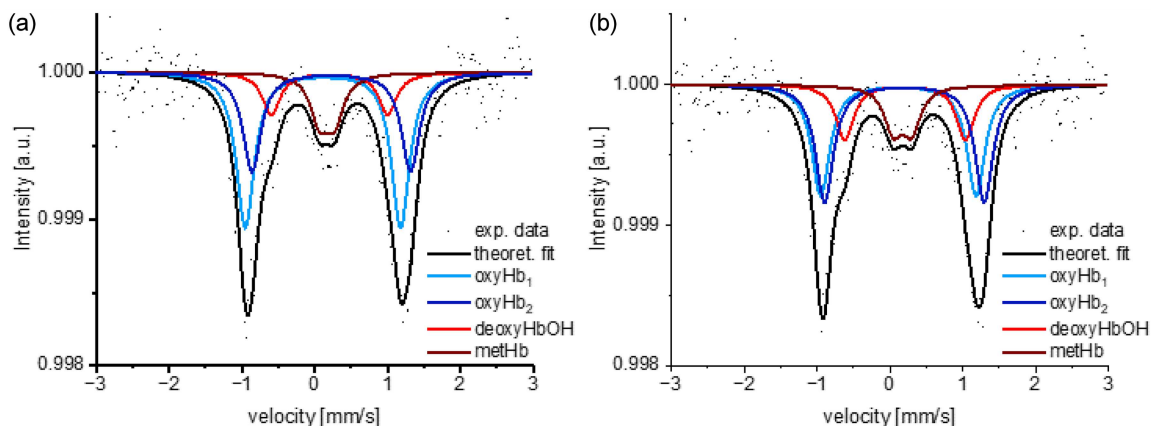 (a)
Intensity [a.u.]
1.000
0.999
0.998
−3 −2 −1 0 1 2 3
velocity [mm/s]
exp. data
theoret. fit
oxyHb₁
oxyHb₂
deoxyHbOH
metHb
(b)
Intensity [a.u.]
1.000
0.999
0.998
−3 −2 −1 0 1 2 3
velocity [mm/s]
exp. data
theoret. fit
oxyHb₁
oxyHb₂
deoxyHbOH
metHb